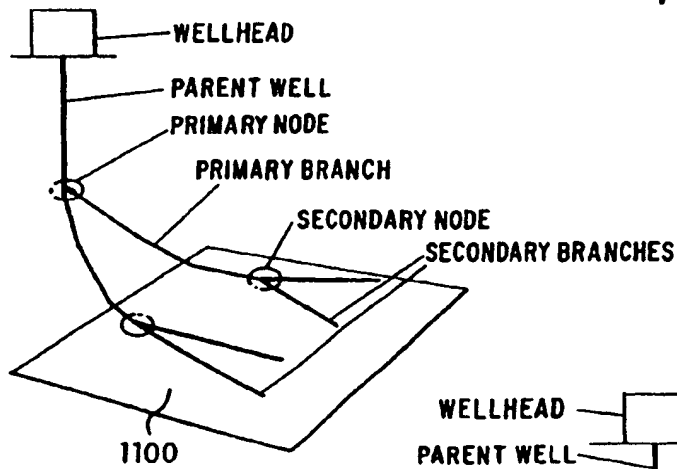 WELLHEAD
PARENT WELL
PRIMARY NODE
PRIMARY BRANCH
SECONDARY NODE
SECONDARY BRANCHES
1100
WELLHEAD
PARENT WELL